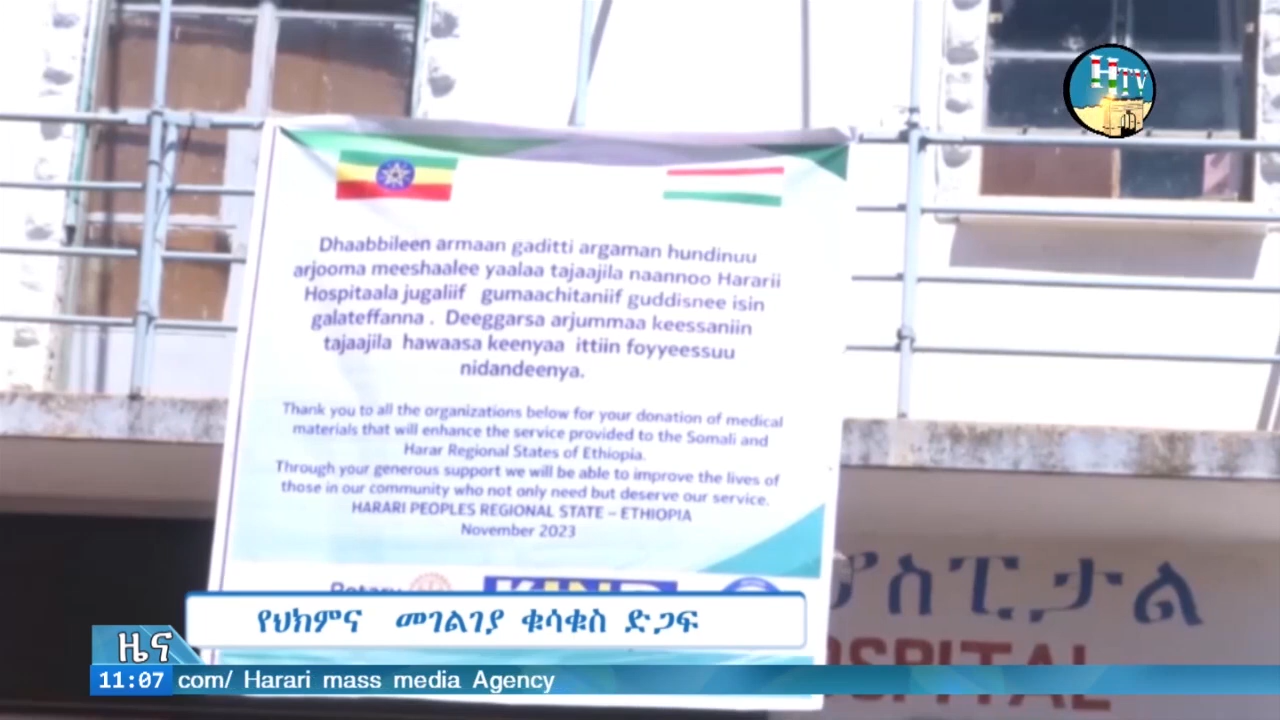 HTV
Dhaabbileen armaan gaditti argaman hundinuu
arjooma meeshaalee yaalaa tajaajila naannoo Hararii
Hospitaala jugaliif gumaachitaniif guddisnee isin
galateffanna . Deeggarsa arjummaa keessaniin
tajaajila hawaasa keenyaa ittiin foyyeessuu
nidandeenya.
Thank you to all the organizations below for your donation of medical
materials that will enhance the service provided to the Somali and
Harar Regional States of Ethiopia.
Through your generous support we will be able to improve the lives of
those in our community who not only need but deserve our service.
HARARI PEOPLES REGIONAL STATE – ETHIOPIA
November 2023
Rotary
ሆስፒታል
HOSPITAL
የህክምና መገልገያ ቁሳቁስ ድጋፍ
ዜና
11:07 com/ Harari mass media Agency